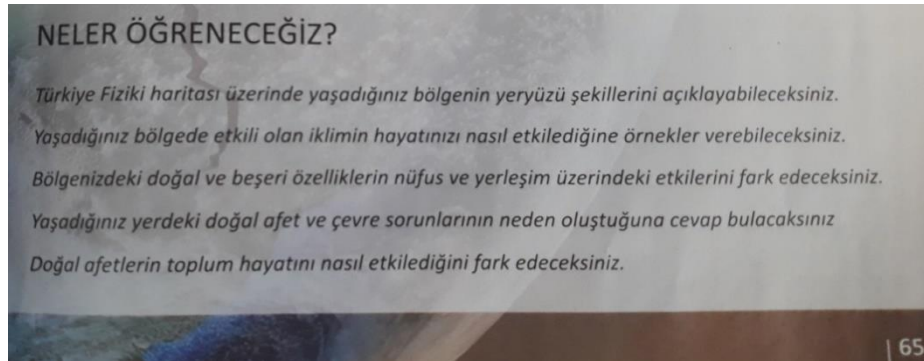 NELER ÖĞRENECEĞİZ?
Türkiye Fiziki haritası üzerinde yaşadığınız bölgenin yeryüzü şekillerini açıklayabileceksiniz.
Yaşadığınız bölgede etkili olan iklimin hayatınızı nasıl etkilediğine örnekler verebileceksiniz.
Bölgenizdeki doğal ve beşeri özelliklerin nüfus ve yerleşim üzerindeki etkilerini fark edeceksiniz.
Yaşadığınız yerdeki doğal afet ve çevre sorunlarının neden oluştuğuna cevap bulacaksınız
Doğal afetlerin toplum hayatını nasıl etkilediğini fark edeceksiniz.
| 65